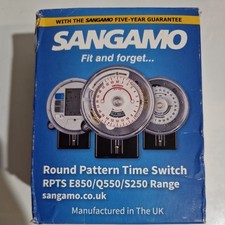 WITH THE SANGAMO FIVE-YEAR GUARANTEE
SANGAMO
Fit and forget...
Round Pattern Time Switch
RPTS E850/Q550/S250 Range
sangamo.co.uk
Manufactured in The UK